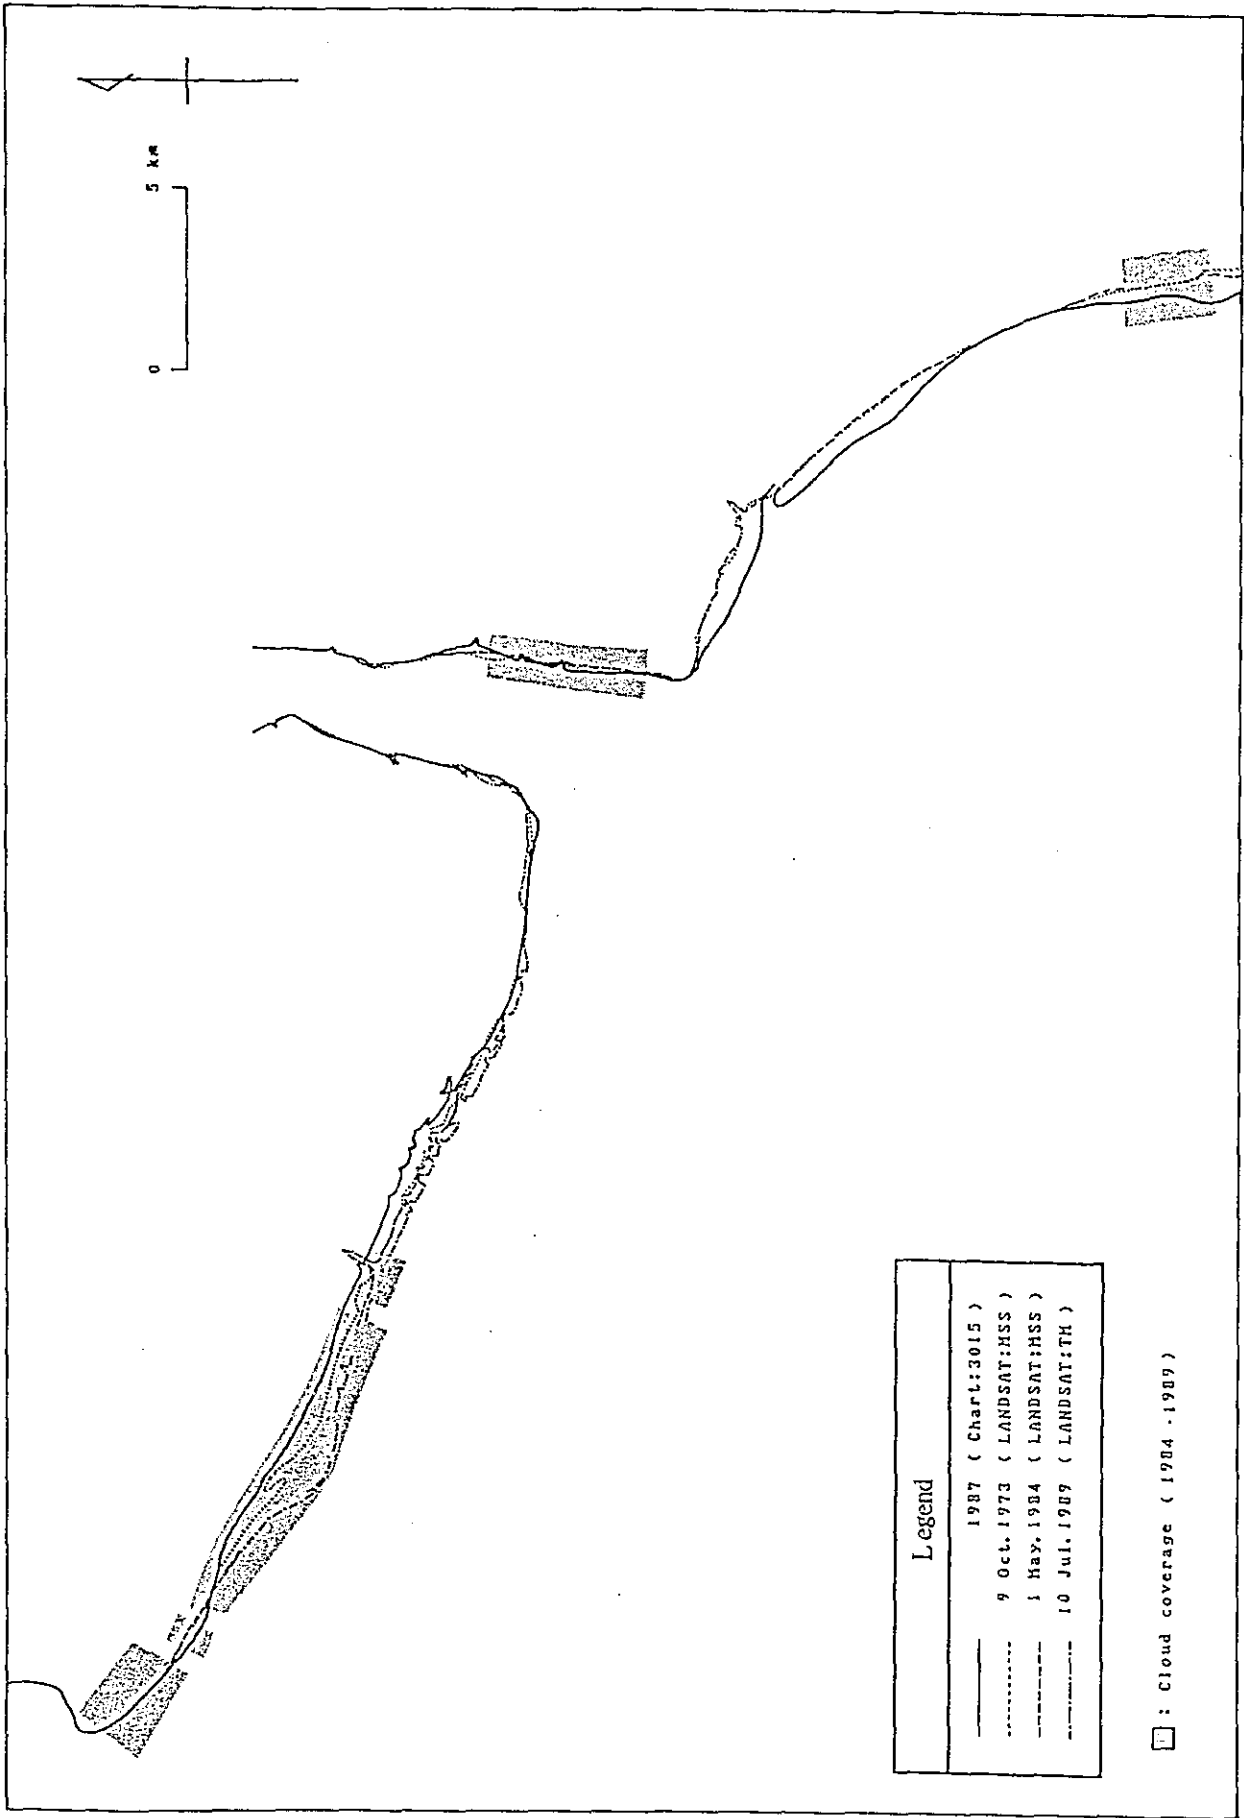 0 5 km
Legend
1987 ( Chart:3015 )
9 Oct.1973 ( LANDSAT:MSS )
1 May.1984 ( LANDSAT:MSS )
10 Jul.1989 ( LANDSAT:TM )
: Cloud coverage ( 1984 - 1989)